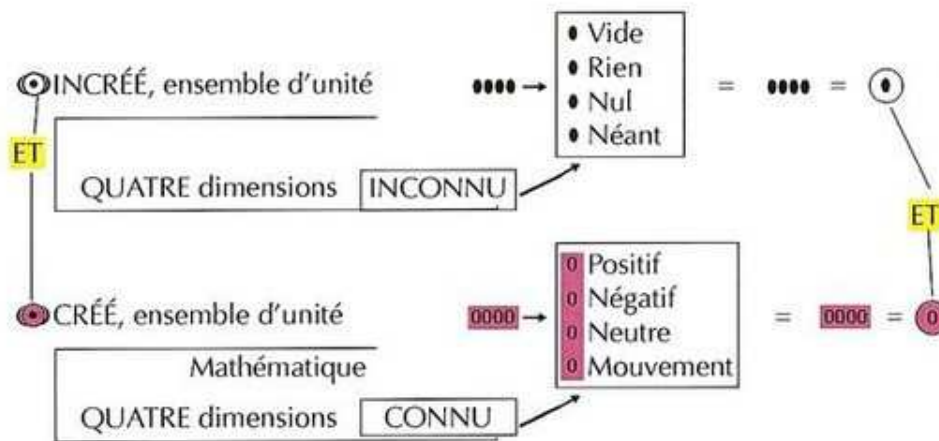 INCRÉÉ, ensemble d'unité
Vide
Rien
Nul
Néant
=
=
ET
QUATRE dimensions INCONNU
ET
CRÉÉ, ensemble d'unité
0000
0 Positif
0 Négatif
0 Neutre
0 Mouvement
= 0000 = 0
Mathématique
QUATRE dimensions CONNU